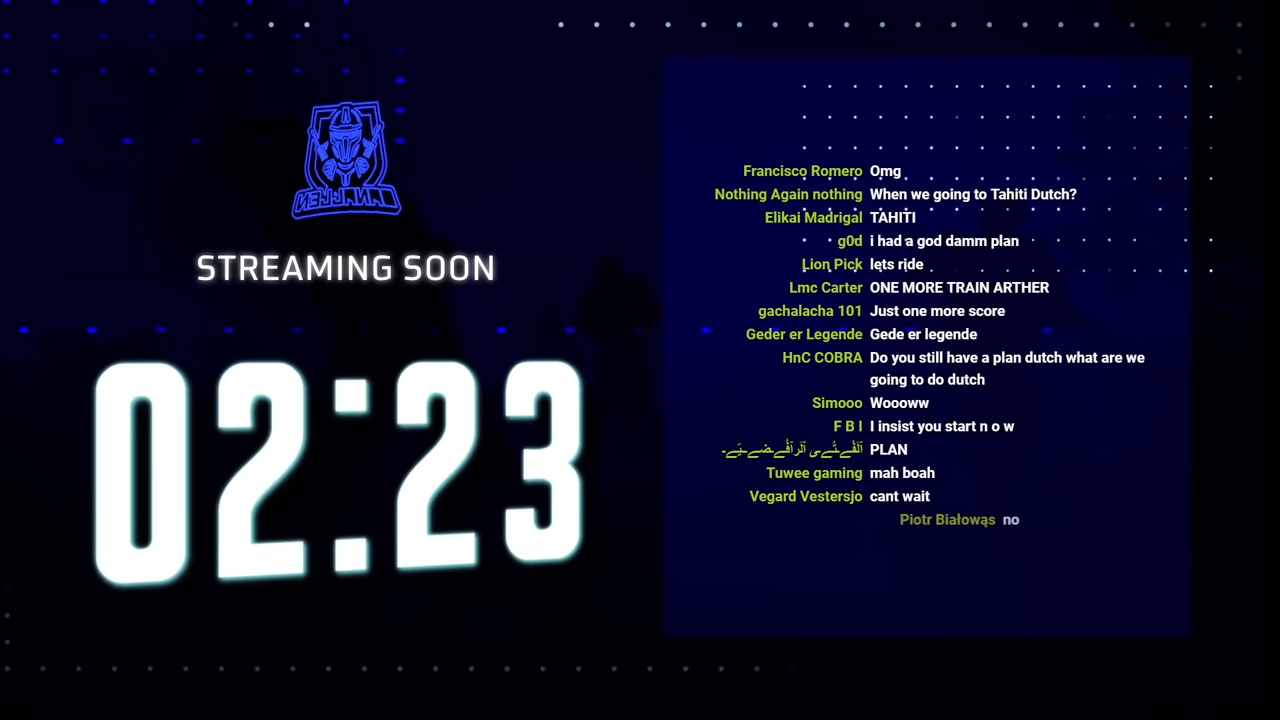 STREAMING SOON
02:23
Francisco Romero Omg
Nothing Again nothing When we going to Tahiti Dutch?
Elikai Madrigal TAHITI
g0d i had a god damm plan
Lion Pick lets ride
Lmc Carter ONE MORE TRAIN ARTHER
gachalacha 101 Just one more score
Geder er Legende Gede er legende
HnC COBRA Do you still have a plan dutch what are we
going to do dutch
Simooo Woooww
F B I I insist you start n o w
PLAN
Tuwee gaming mah boah
Vegard Vestersjo cant wait
Piotr Białowąs no